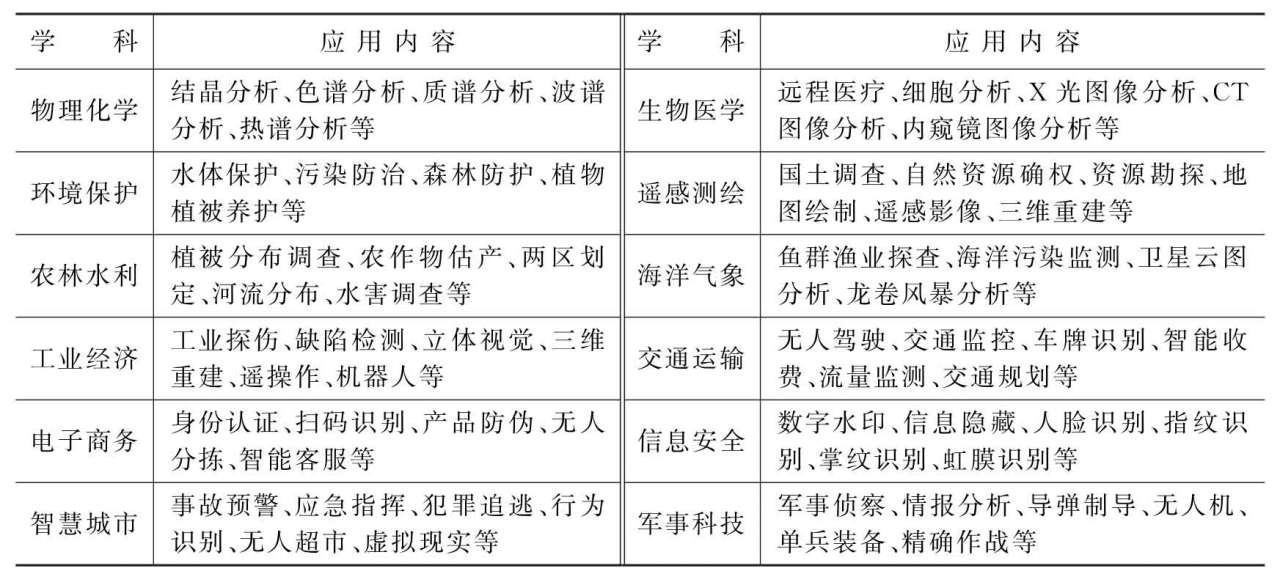 学 科 应用内容 学 科 应用内容
物理化学 结晶分析、色谱分析、质谱分析、波谱
分析、热谱分析等
生物医学 远程医疗、细胞分析、X光图像分析、CT
图像分析、内窥镜图像分析等
环境保护 水体保护、污染防治、森林防护、植物
植被养护等
遥感测绘 国土调查、自然资源确权、资源勘探、地
图绘制、遥感影像、三维重建等
农林水利 植被分布调查、农作物估产、两区划
定、河流分布、水害调查等
海洋气象 鱼群渔业探查、海洋污染监测、卫星云图
分析、龙卷风暴分析等
工业经济 工业探伤、缺陷检测、立体视觉、三维
重建、遥操作、机器人等
交通运输 无人驾驶、交通监控、车牌识别、智能收
费、流量监测、交通规划等
电子商务 身份认证、扫码识别、产品防伪、无人
分拣、智能客服等
信息安全 数字水印、信息隐藏、人脸识别、指纹识
别、掌纹识别、虹膜识别等
智慧城市 事故预警、应急指挥、犯罪追逃、行为
识别、无人超市、虚拟现实等
军事科技 军事侦察、情报分析、导弹制导、无人机、
单兵装备、精确作战等